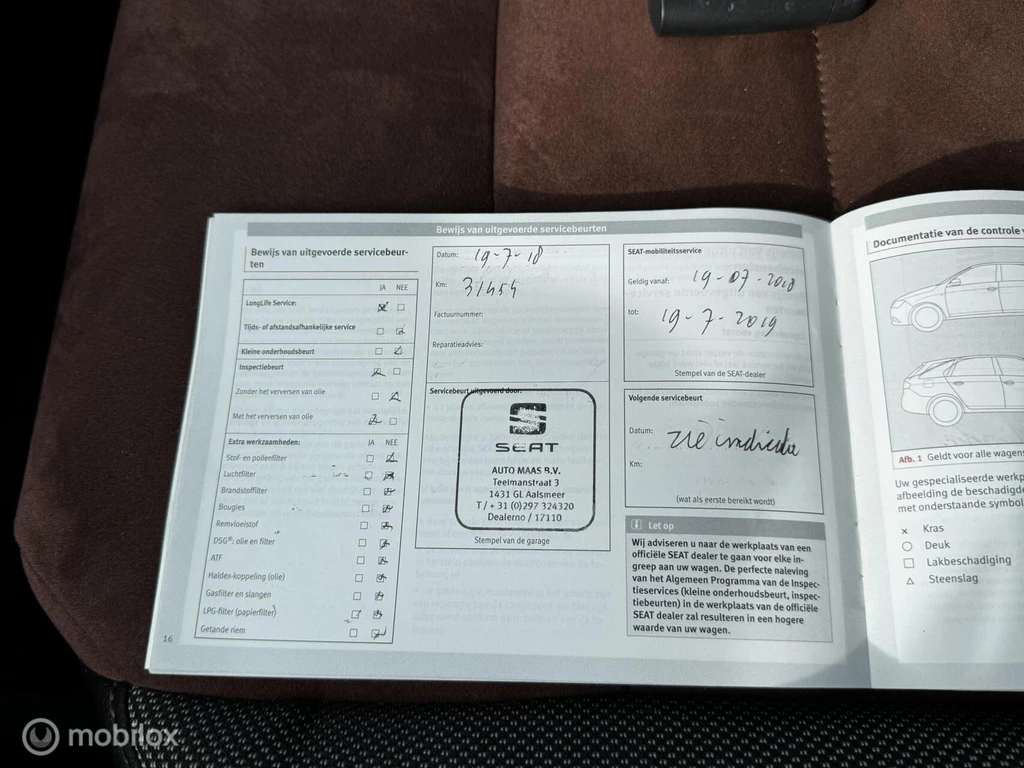 Bewijs van uitgevoerde servicebeurten
Bewijs van uitgevoerde servicebeur-
ten
JA NEE
LongLife Service:
Tijds- of afstandsafhankelijke service
Kleine onderhoudsbeurt
Inspectiebeurt
Zonder het verversen van olie
Met het verversen van olie
Extra werkzaamheden: JA NEE
Stof- en pollenfilter
Luchtfilter
Brandstoffilter
Bougies
Remvloeistof
DSG®: olie en filter
ATF
Haldex-koppeling (olie)
Gasfilter en slangen
LPG-filter (papierfilter)
Getande riem
16
Datum: 19-7-18
Km: 31454
Factuurnummer:
Reparatieadvies:
Servicebeurt uitgevoerd door:
SEAT
AUTO MAAS B.V.
Teelmanstraat 3
1431 GL Aalsmeer
T / + 31 (0)297 324320
Dealerno / 17110
Stempel van de garage
SEAT-mobiliteitsservice
Geldig vanaf: 19-07-2018
tot: 19-7-2019
Stempel van de SEAT-dealer
Volgende servicebeurt
Datum: zie
Km:
(wat als eerste bereikt wordt)
Let op
Wij adviseren u naar de werkplaats van een
officiële SEAT dealer te gaan voor elke in-
greep aan uw wagen. De perfecte naleving
van het Algemeen Programma van de Inspec-
tieservices (kleine onderhoudsbeurt, inspec-
tiebeurten) in de werkplaats van de officiële
SEAT dealer zal resulteren in een hogere
waarde van uw wagen.
Documentatie van de controle
Afb. 1 Geldt voor alle wagens
Uw gespecialiseerde werkp
afbeelding de beschadigde
met onderstaande symbol
Kras
Deuk
Lakbeschadiging
Steenslag
mobilox